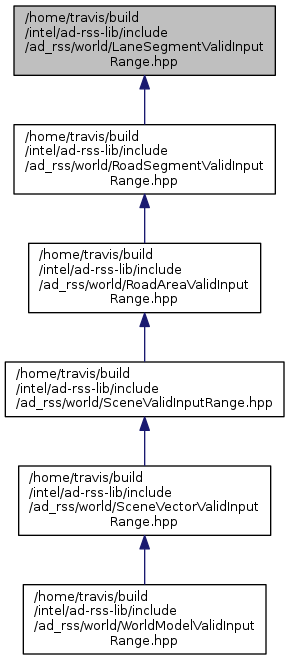 /home/travis/build
/intel/ad-rss-lib/include
/ad_rss/world/LaneSegmentValidInput
Range.hpp
/home/travis/build
/intel/ad-rss-lib/include
/ad_rss/world/RoadSegmentValidInput
Range.hpp
/home/travis/build
/intel/ad-rss-lib/include
/ad_rss/world/RoadAreaValidInput
Range.hpp
/home/travis/build
/intel/ad-rss-lib/include
/ad_rss/world/SceneValidInputRange.hpp
/home/travis/build
/intel/ad-rss-lib/include
/ad_rss/world/SceneVectorValidInput
Range.hpp
/home/travis/build
/intel/ad-rss-lib/include
/ad_rss/world/WorldModelValidInput
Range.hpp